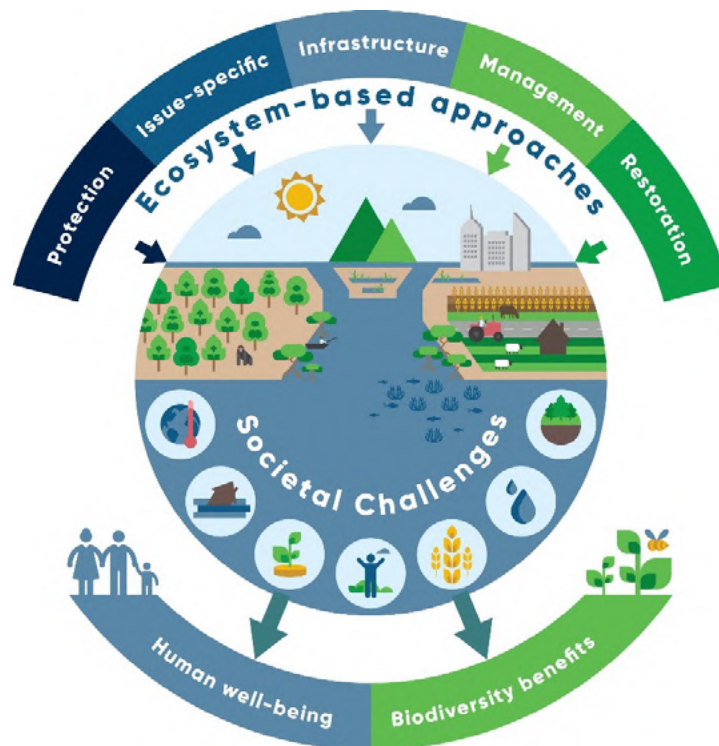 Protection
Issue-specific
Infrastructure
Management
Restoration
Ecosystem-based approaches
Societal Challenges
Human well-being
Biodiversity benefits